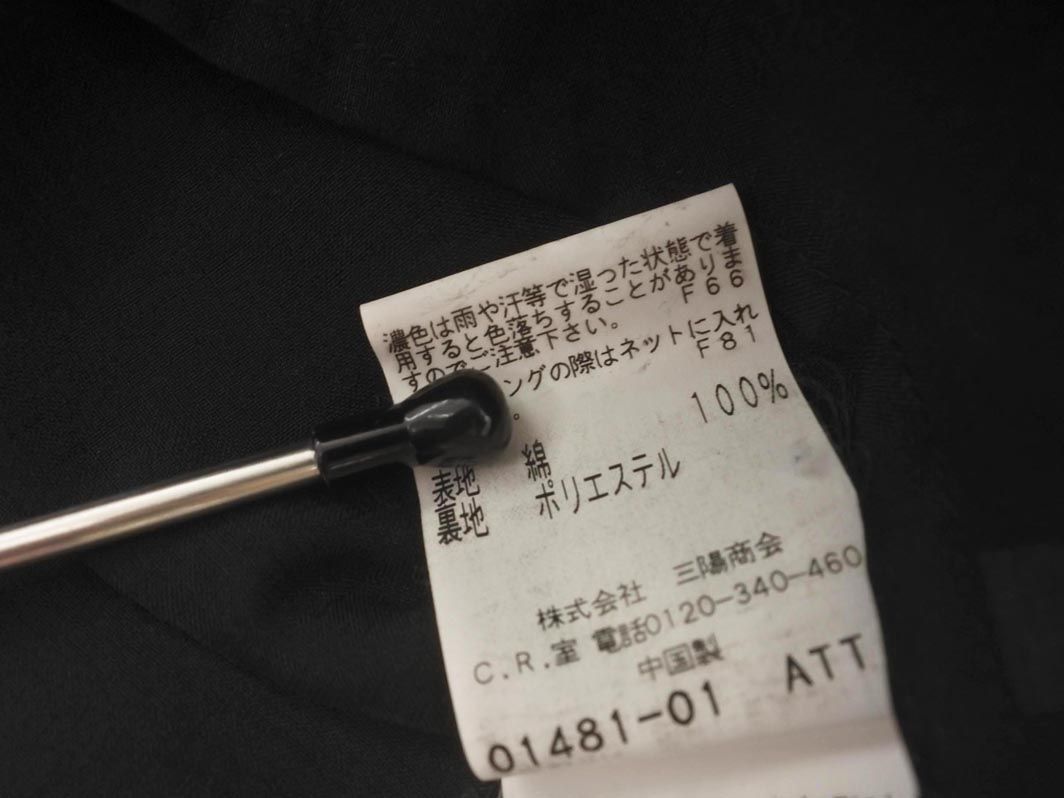 濃色は雨や汗等で湿った状態で着
用すると色落ちすることがありま
すのでご注意下さい。 F66
ングの際はネットに入れ
。 F81
表地 綿 100%
裏地 ポリエステル
株式会社 三陽商会
C.R.室 電話0120-340-460
中国製
01481-01 ATT